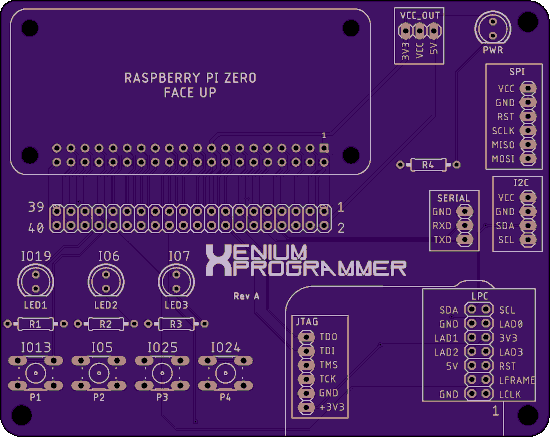 VCC_OUT
3V3
VCC
5V
PWR
RASPBERRY PI ZERO
FACE UP
1
SPI
VCC
GND
RST
SCLK
MISO
MOSI
R4
39
40
1
2
SERIAL
GND
RXD
TXD
I2C
VCC
GND
SDA
SCL
XENIUM
PROGRAMMER
Rev A
IO19
IO6
IO7
LED1
LED2
LED3
R1
R2
R3
IO13
IO5
IO25
IO24
P1
P2
P3
P4
JTAG
TDO
TDI
TMS
TCK
GND
+3V3
LPC
SDA SCL
GND LAD0
LAD1 3V3
LAD2 LAD3
5V RST
LFRAME
GND LCLK
1